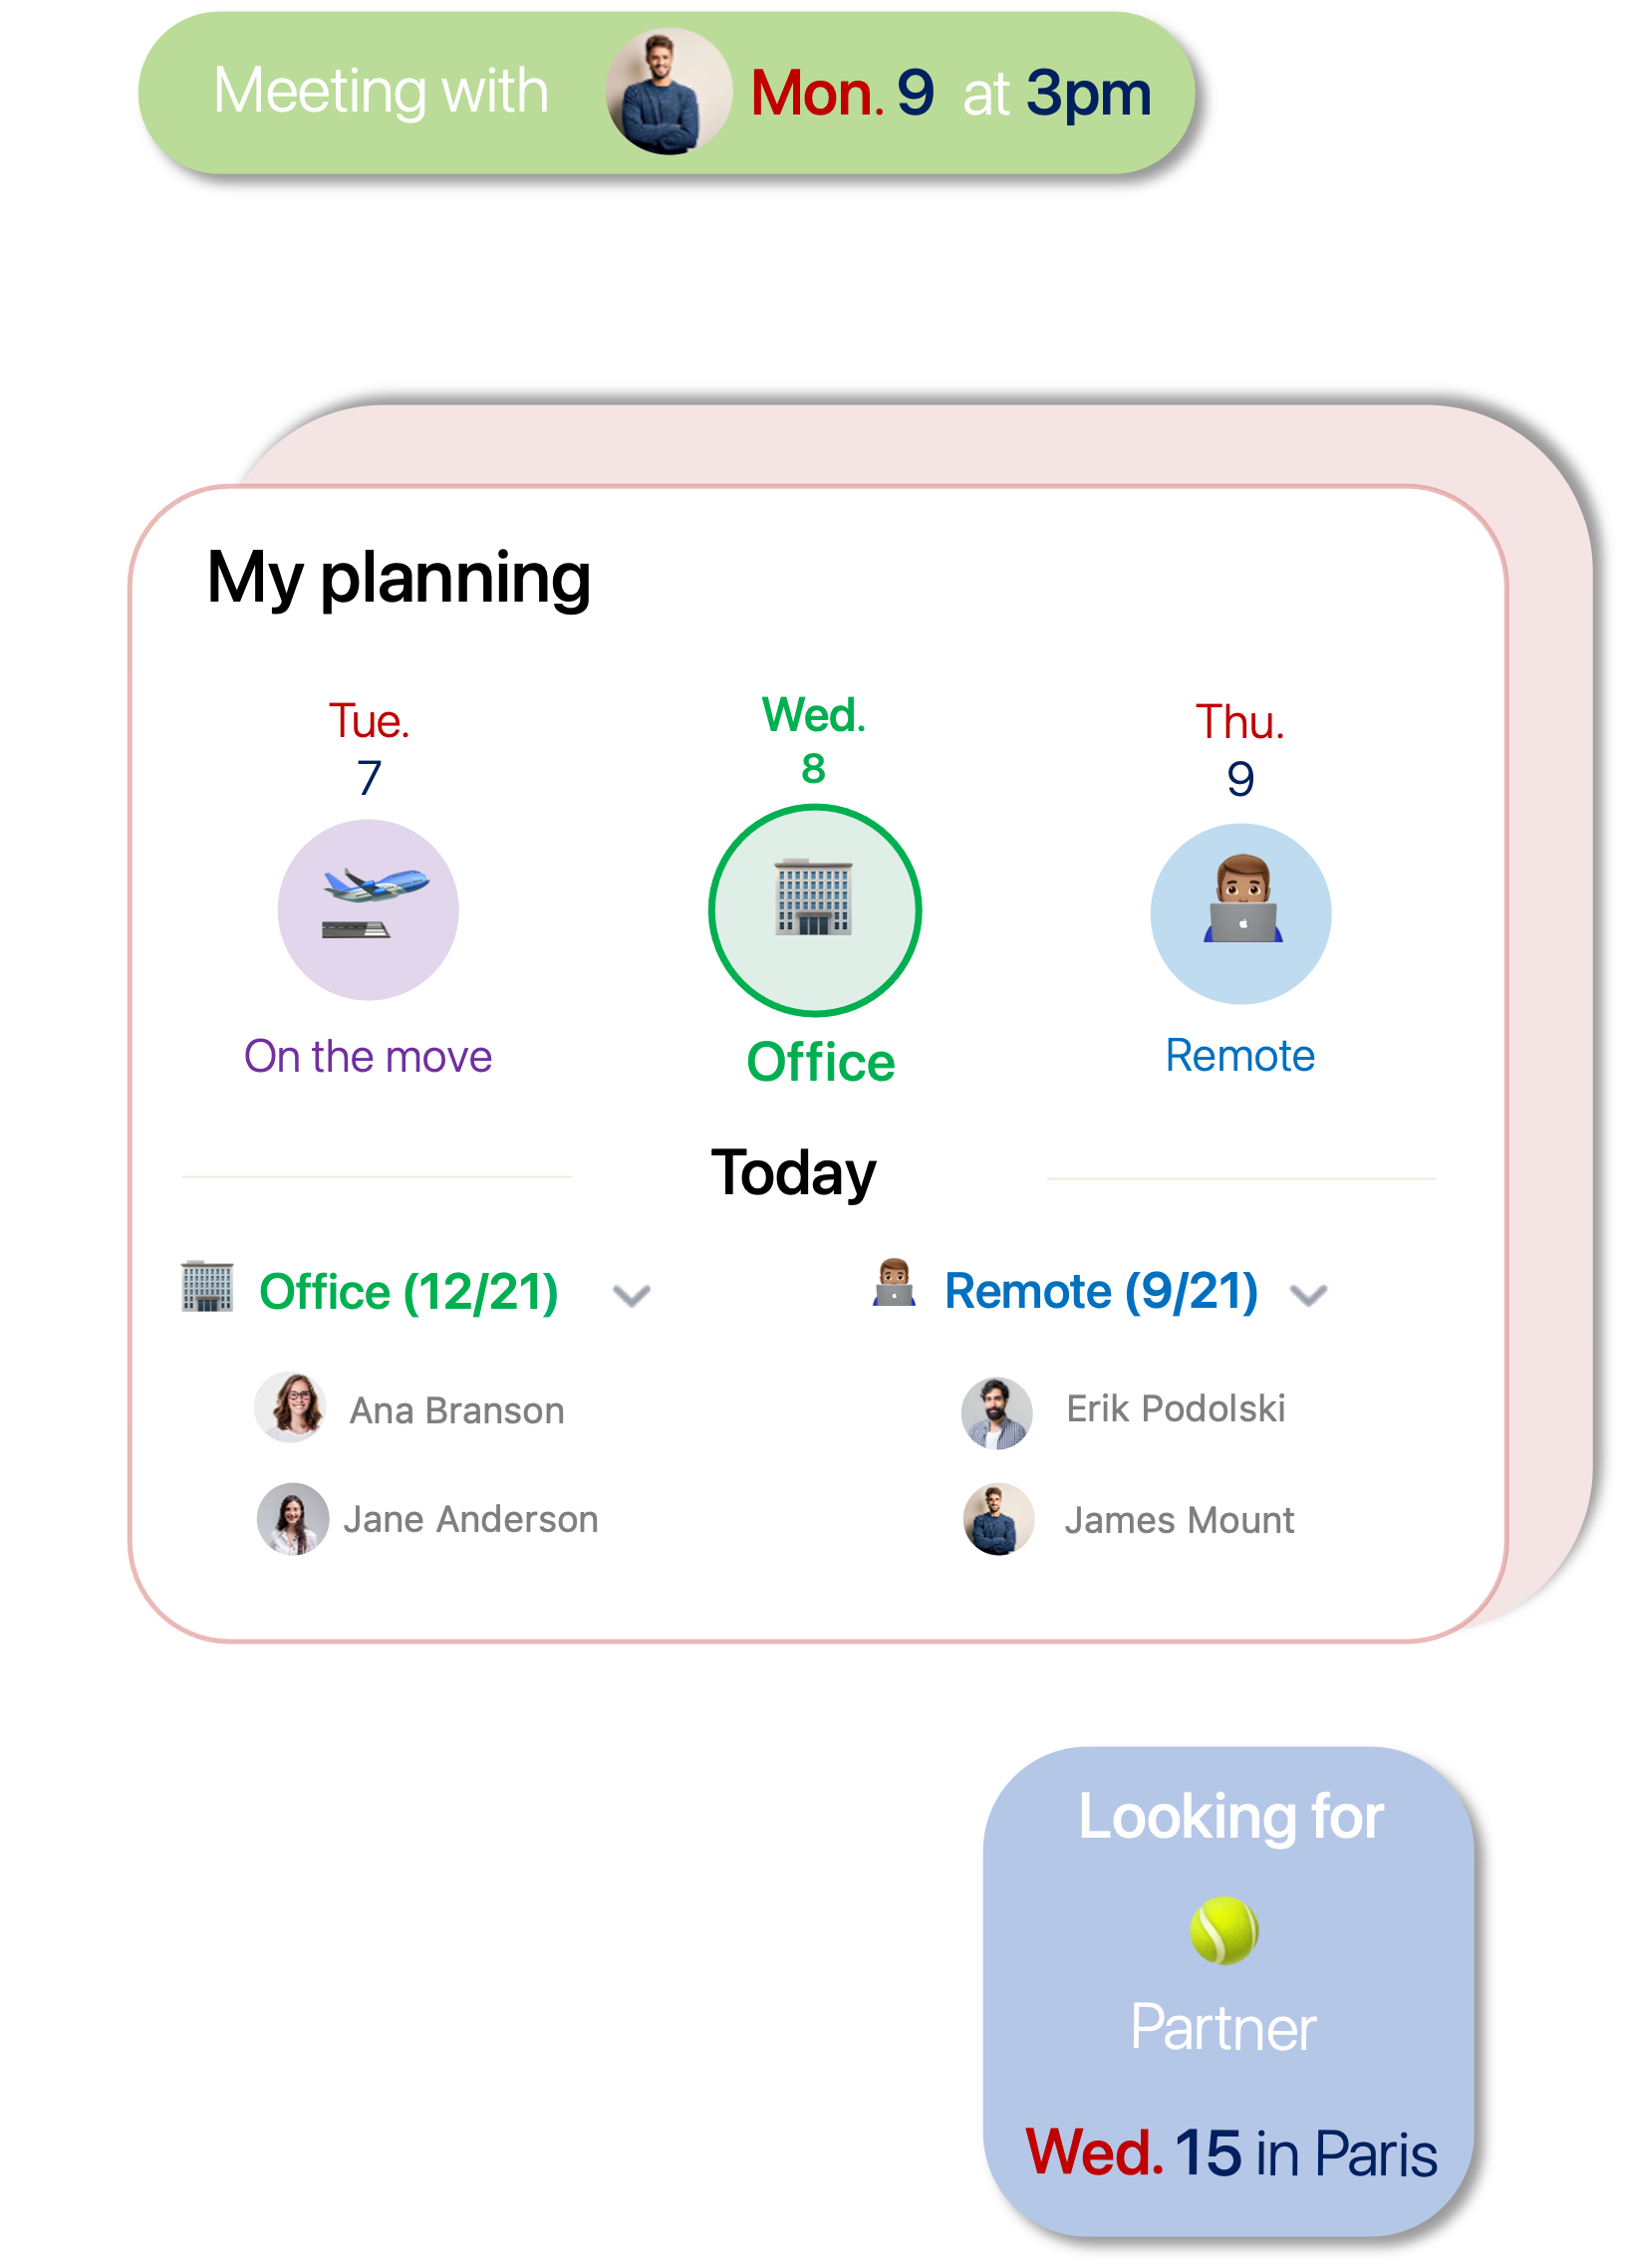 Meeting with Mon. 9 at 3pm
My planning
Tue.
7
On the move
Wed.
8
Office
Thu.
9
Remote
Today
Office (12/21)
Ana Branson
Jane Anderson
Remote (9/21)
Erik Podolski
James Mount
Looking for
Partner
Wed. 15 in Paris